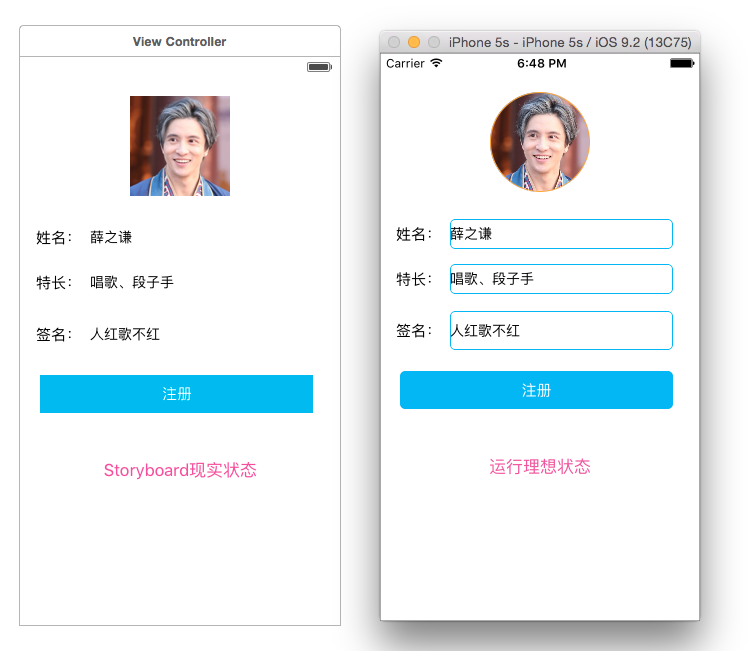 View Controller
姓名： 薛之谦
特长： 唱歌、段子手
签名： 人红歌不红
注册
Storyboard现实状态
iPhone 5s - iPhone 5s / iOS 9.2 (13C75)
Carrier 6:48 PM
姓名： 薛之谦
特长： 唱歌、段子手
签名： 人红歌不红
注册
运行理想状态